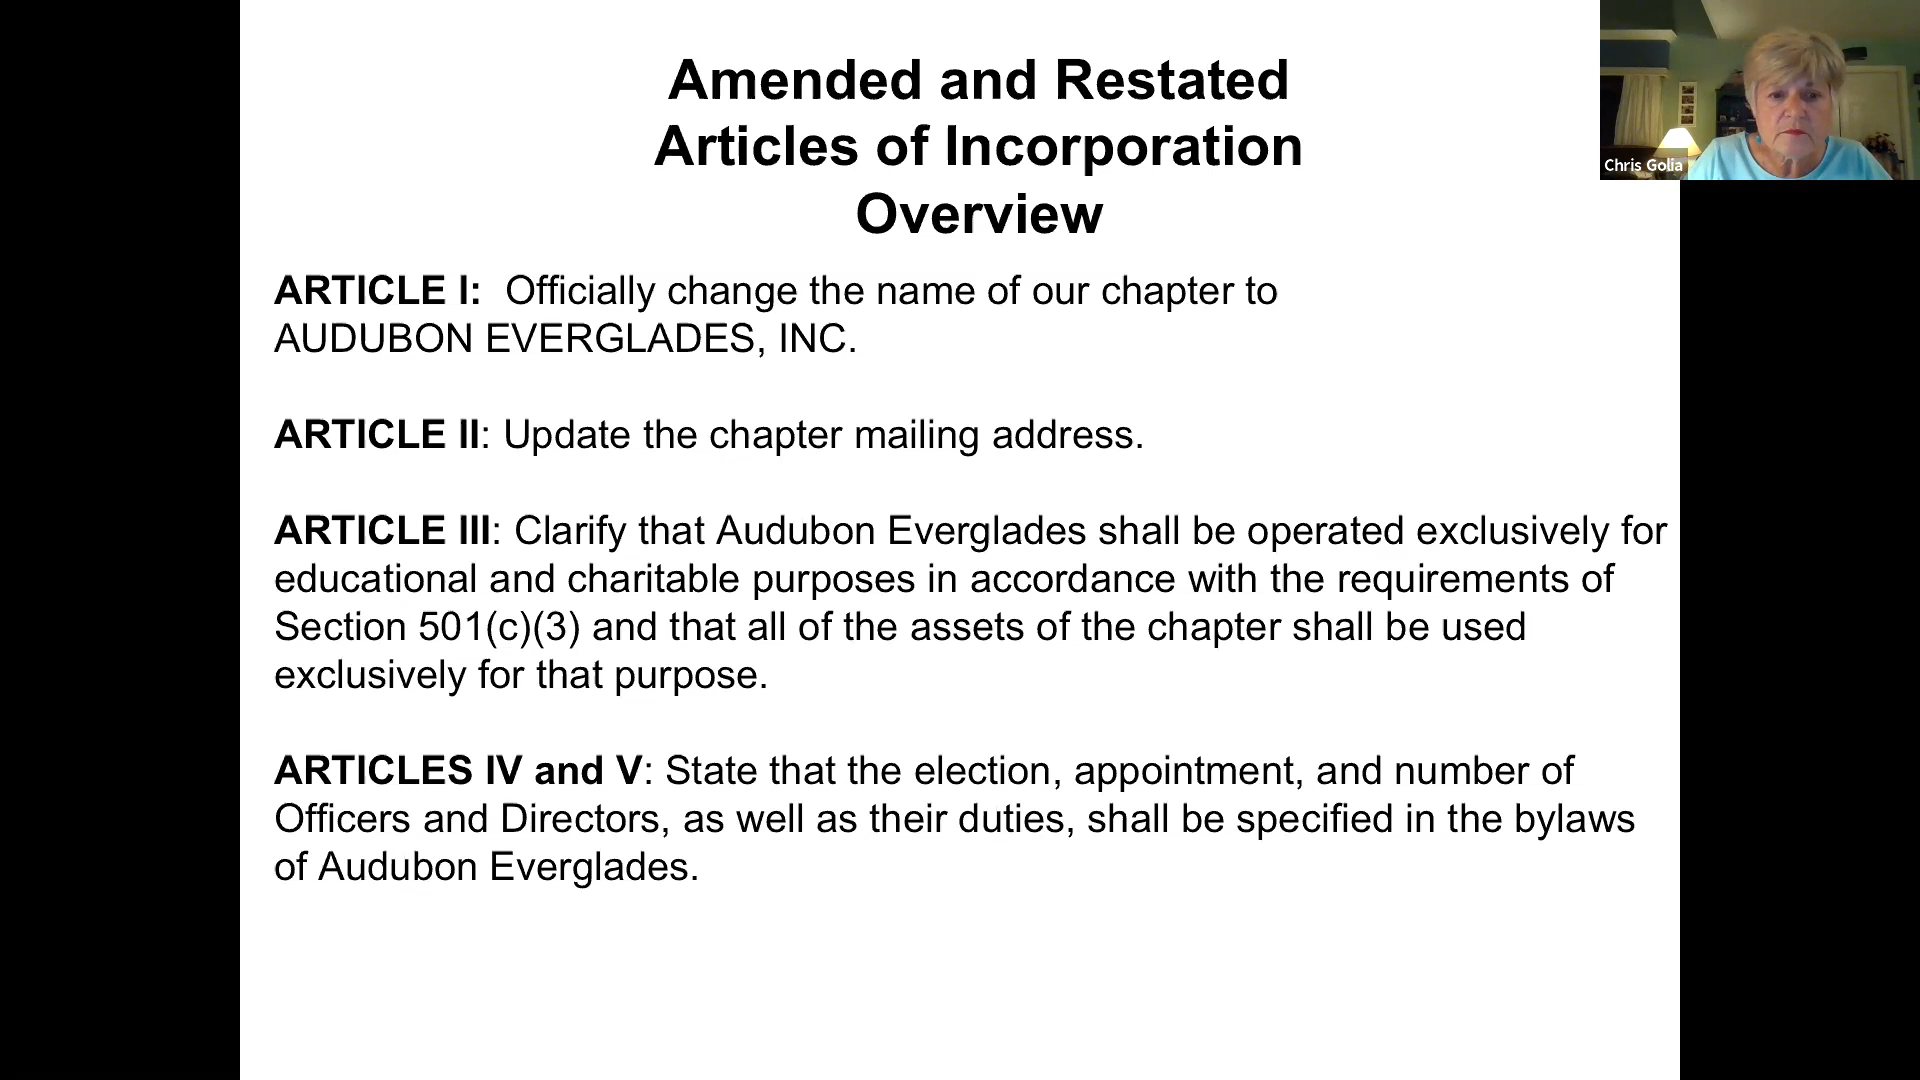 Amended and Restated
Articles of Incorporation
Overview
Chris Golia
ARTICLE I:  Officially change the name of our chapter to
AUDUBON EVERGLADES, INC.
ARTICLE II: Update the chapter mailing address.
ARTICLE III: Clarify that Audubon Everglades shall be operated exclusively for
educational and charitable purposes in accordance with the requirements of
Section 501(c)(3) and that all of the assets of the chapter shall be used
exclusively for that purpose.
ARTICLES IV and V: State that the election, appointment, and number of
Officers and Directors, as well as their duties, shall be specified in the bylaws
of Audubon Everglades.